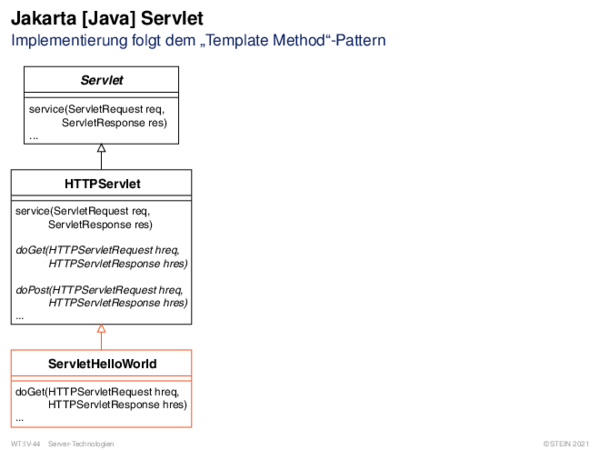 Jakarta [Java] Servlet
Implementierung folgt dem „Template Method“-Pattern
Servlet
service(ServletRequest req,
ServletResponse res)
...
HTTPServlet
service(ServletRequest req,
ServletResponse res)
doGet(HTTPServletRequest hreq,
HTTPServletResponse hres)
doPost(HTTPServletRequest hreq,
HTTPServletResponse hres)
...
ServletHelloWorld
doGet(HTTPServletRequest hreq,
HTTPServletResponse hres)
...
WT:IV-44 Server-Technologien ©STEIN 2021